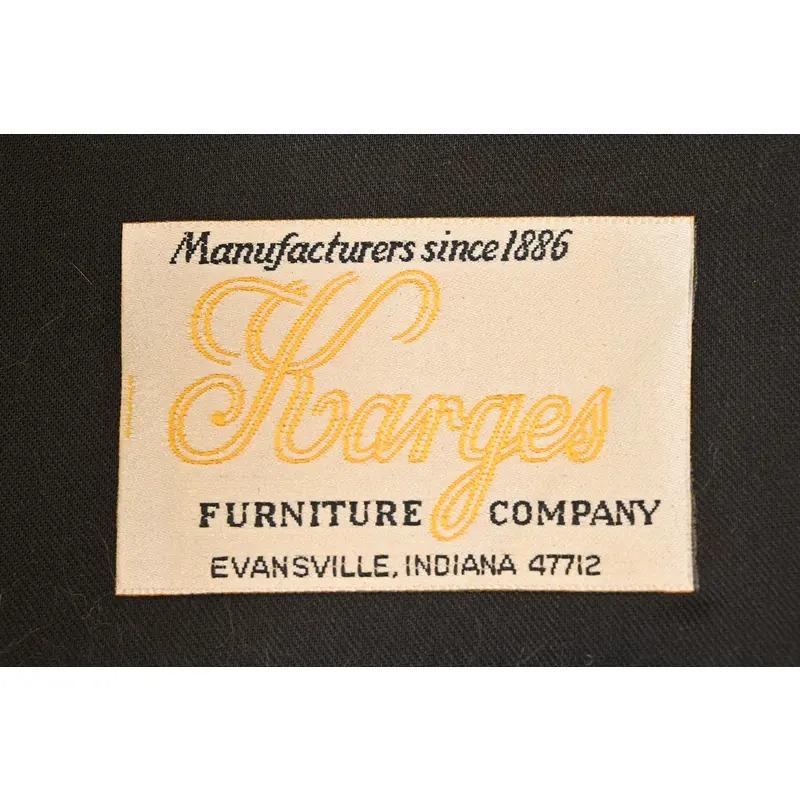 Manufacturers since 1886
Karges
FURNITURE COMPANY
EVANSVILLE, INDIANA 47712